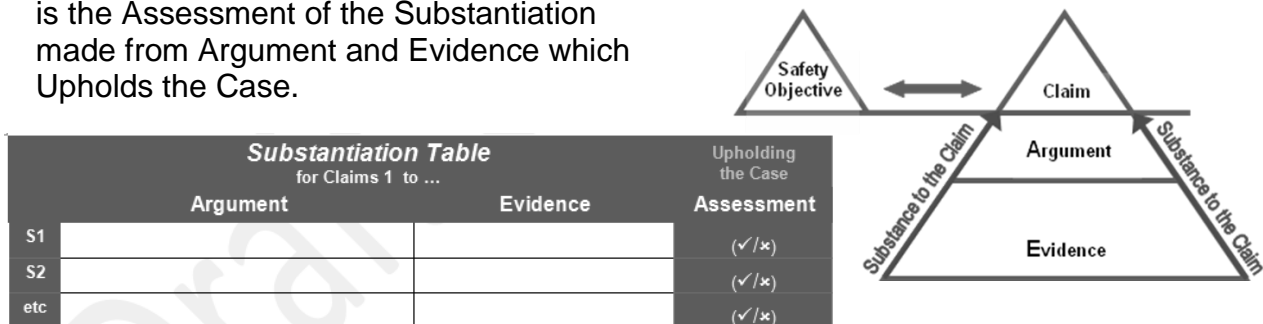 is the Assessment of the Substantiation
made from Argument and Evidence which
Upholds the Case.
Safety
Objective
Claim
Argument
Evidence
Substance to the Claim
Substance to the Claim
Substantiation Table
for Claims 1 to ...
Upholding
the Case
Argument Evidence Assessment
S1 (✓/×)
S2 (✓/×)
etc (✓/×)
Draf